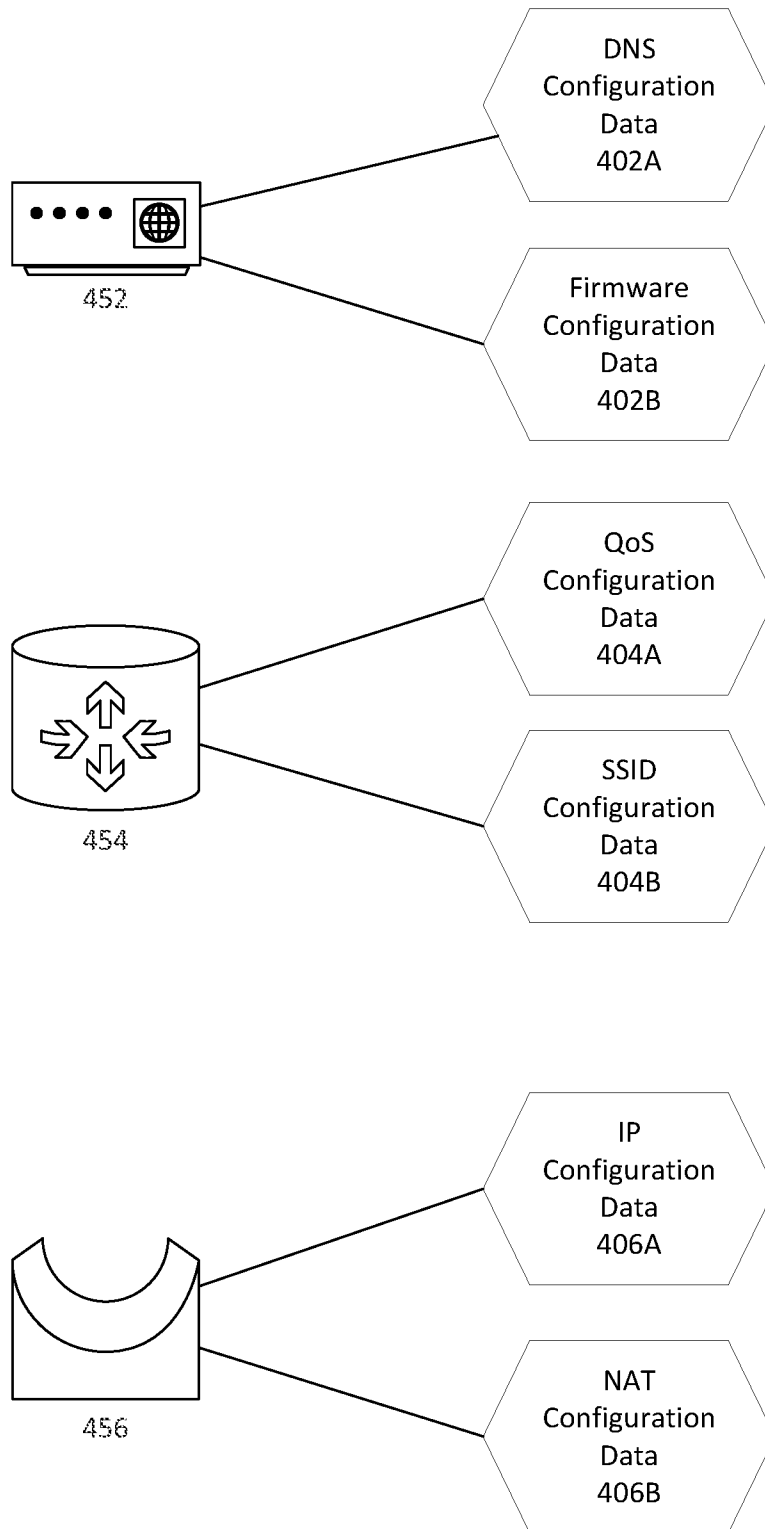 DNS
Configuration
Data
402A
452
Firmware
Configuration
Data
402B
QoS
Configuration
Data
404A
454
SSID
Configuration
Data
404B
IP
Configuration
Data
406A
456
NAT
Configuration
Data
406B